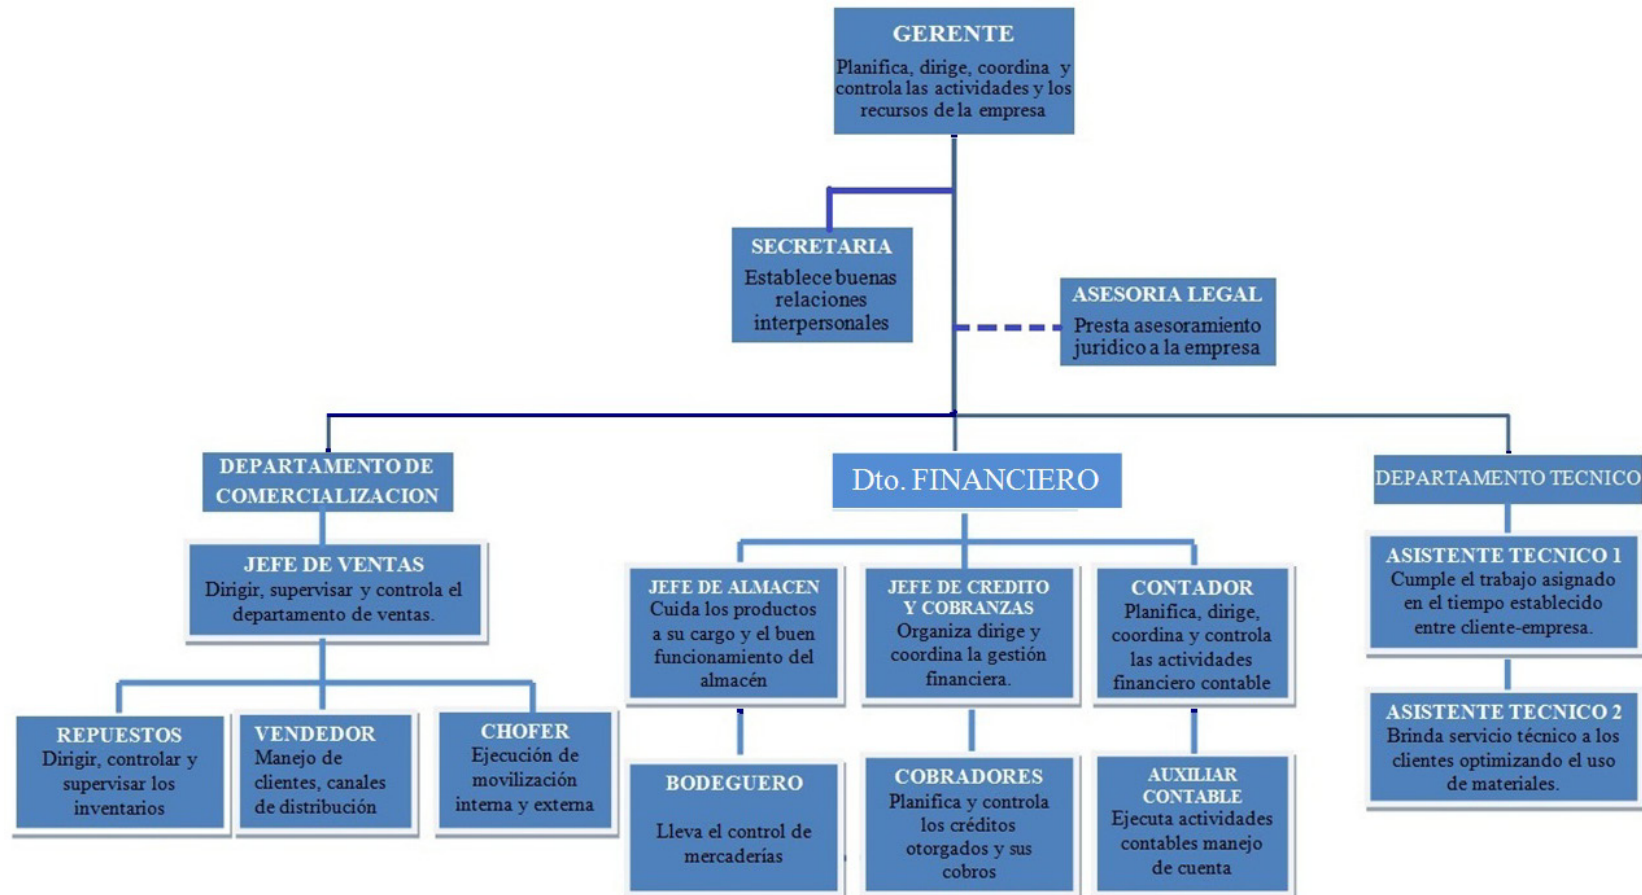 GERENTE
Planifica, dirige, coordina y
controla las actividades y los
recursos de la empresa
SECRETARIA
Establece buenas
relaciones
interpersonales
ASESORIA LEGAL
Presta asesoramiento
juridico a la empresa
DEPARTAMENTO DE
COMERCIALIZACION
Dto. FINANCIERO
DEPARTAMENTO TECNICO
JEFE DE VENTAS
Dirigir, supervisar y controla el
departamento de ventas.
JEFE DE ALMACEN
Cuida los productos
a su cargo y el buen
funcionamiento del
almacén
JEFE DE CREDITO
Y COBRANZAS
Organiza dirige y
coordina la gestión
financiera.
CONTADOR
Planifica, dirige,
coordina y controla
las actividades
financiero contable
ASISTENTE TECNICO 1
Cumple el trabajo asignado
en el tiempo establecido
entre cliente-empresa.
REPUESTOS
Dirigir, controlar y
supervisar los
inventarios
VENDEDOR
Manejo de
clientes, canales
de distribución
CHOFER
Ejecución de
movilización
interna y externa
BODEGUERO
Lleva el control de
mercaderías
COBRADORES
Planifica y controla
los créditos
otorgados y sus
cobros
AUXILIAR
CONTABLE
Ejecuta actividades
contables manejo
de cuenta
ASISTENTE TECNICO 2
Brinda servicio técnico a los
clientes optimizando el uso
de materiales.